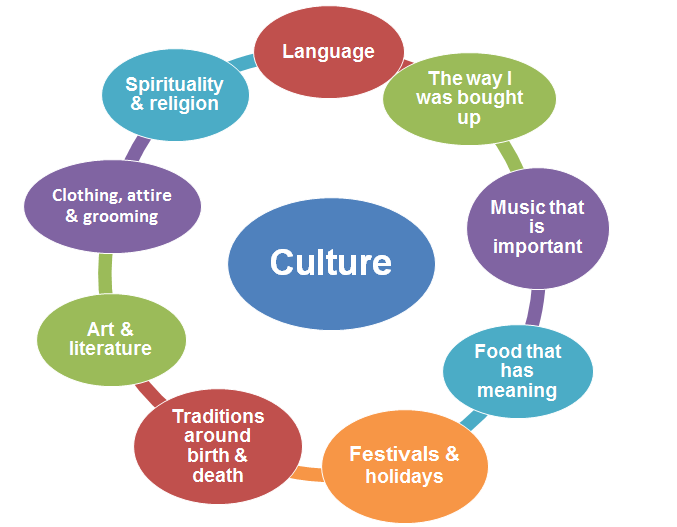 Language
The way I
was bought
up
Music that
is
important
Food that
has
meaning
Festivals &
holidays
Traditions
around
birth &
death
Art &
literature
Clothing, attire
& grooming
Spirituality
& religion
Culture